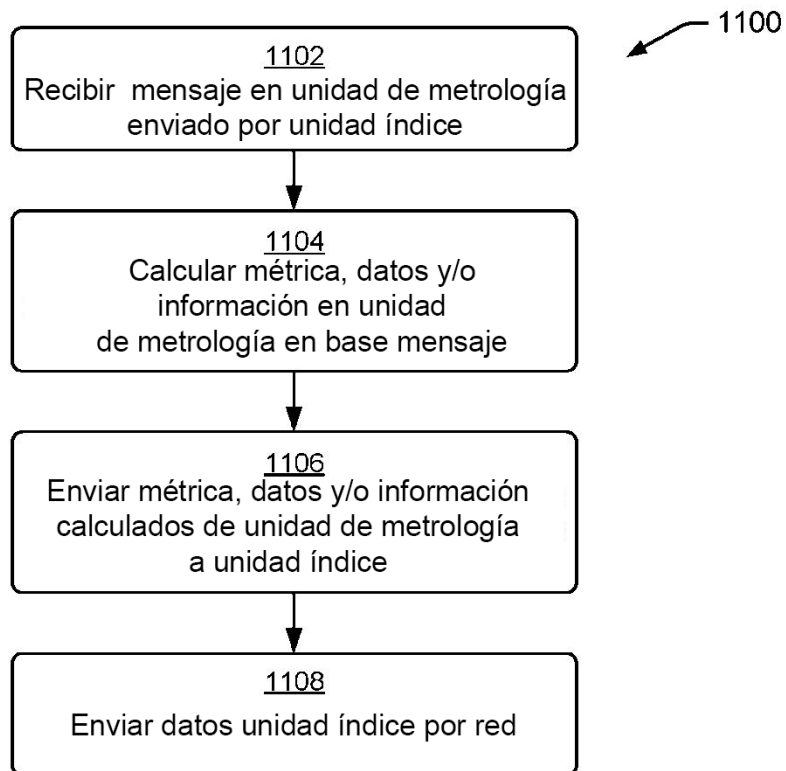 1100
1102
Recibir mensaje en unidad de metrología
enviado por unidad índice
1104
Calcular métrica, datos y/o
información en unidad
de metrología en base mensaje
1106
Enviar métrica, datos y/o información
calculados de unidad de metrología
a unidad índice
1108
Enviar datos unidad índice por red